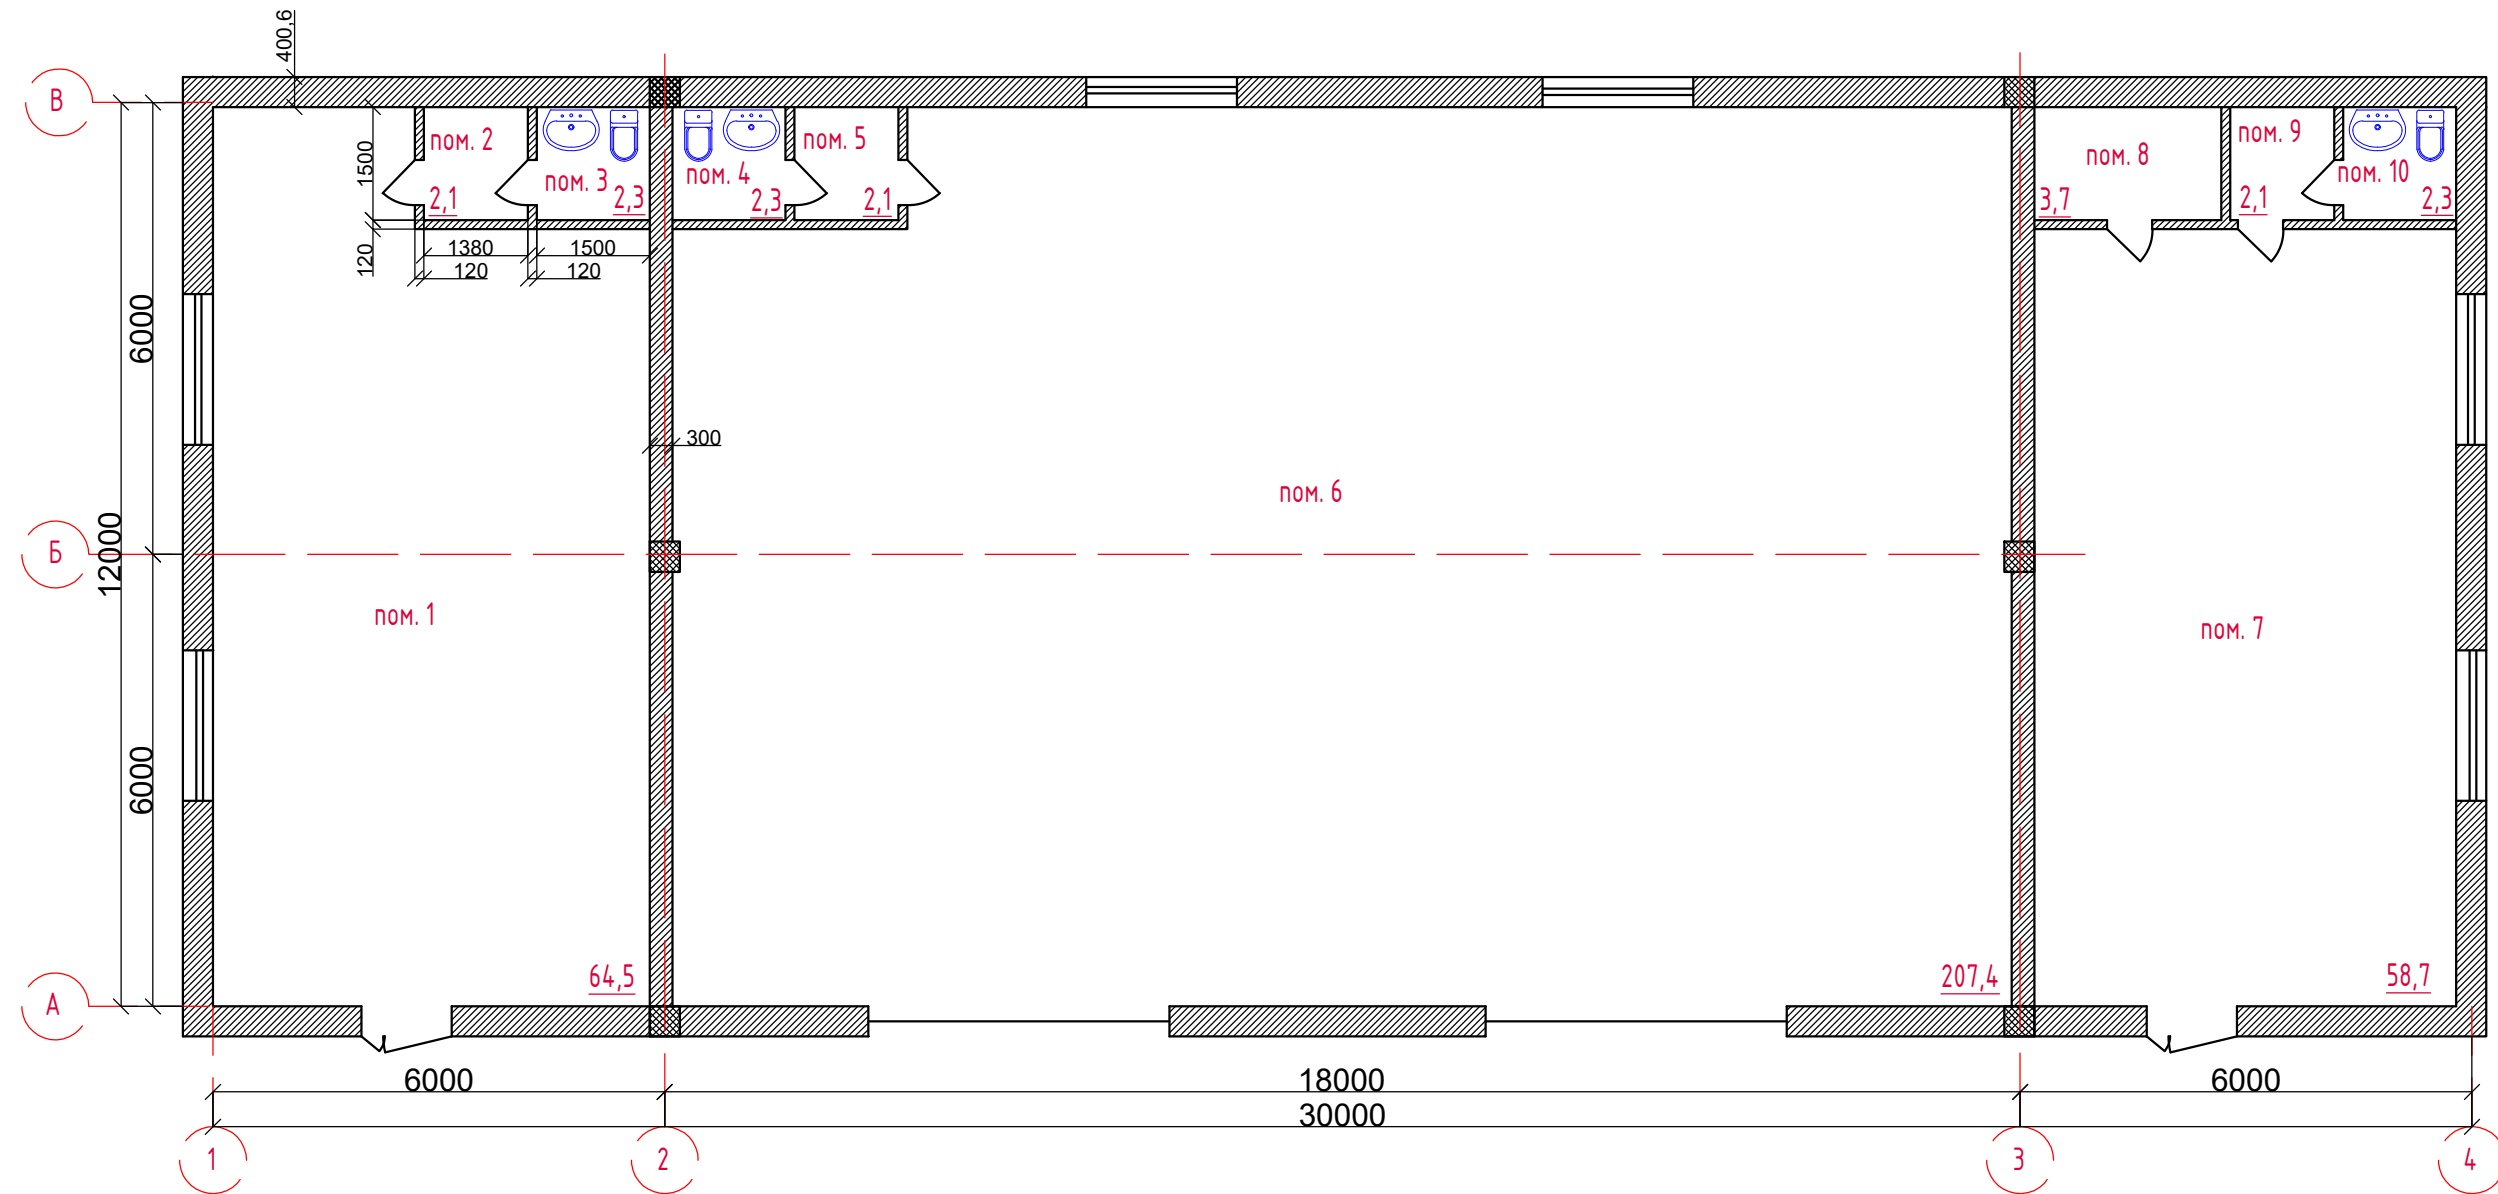 400,6
В
1500
пом. 2
пом. 3
пом. 4
пом. 5
пом. 8
пом. 9
пом. 10
2,1
2,3
2,3
2,1
3,7
2,1
2,3
120
1380
1500
120
120
6000
300
пом. 6
12000
Б
пом. 1
пом. 7
6000
64,5
207,4
58,7
А
6000
18000
6000
30000
1
2
3
4